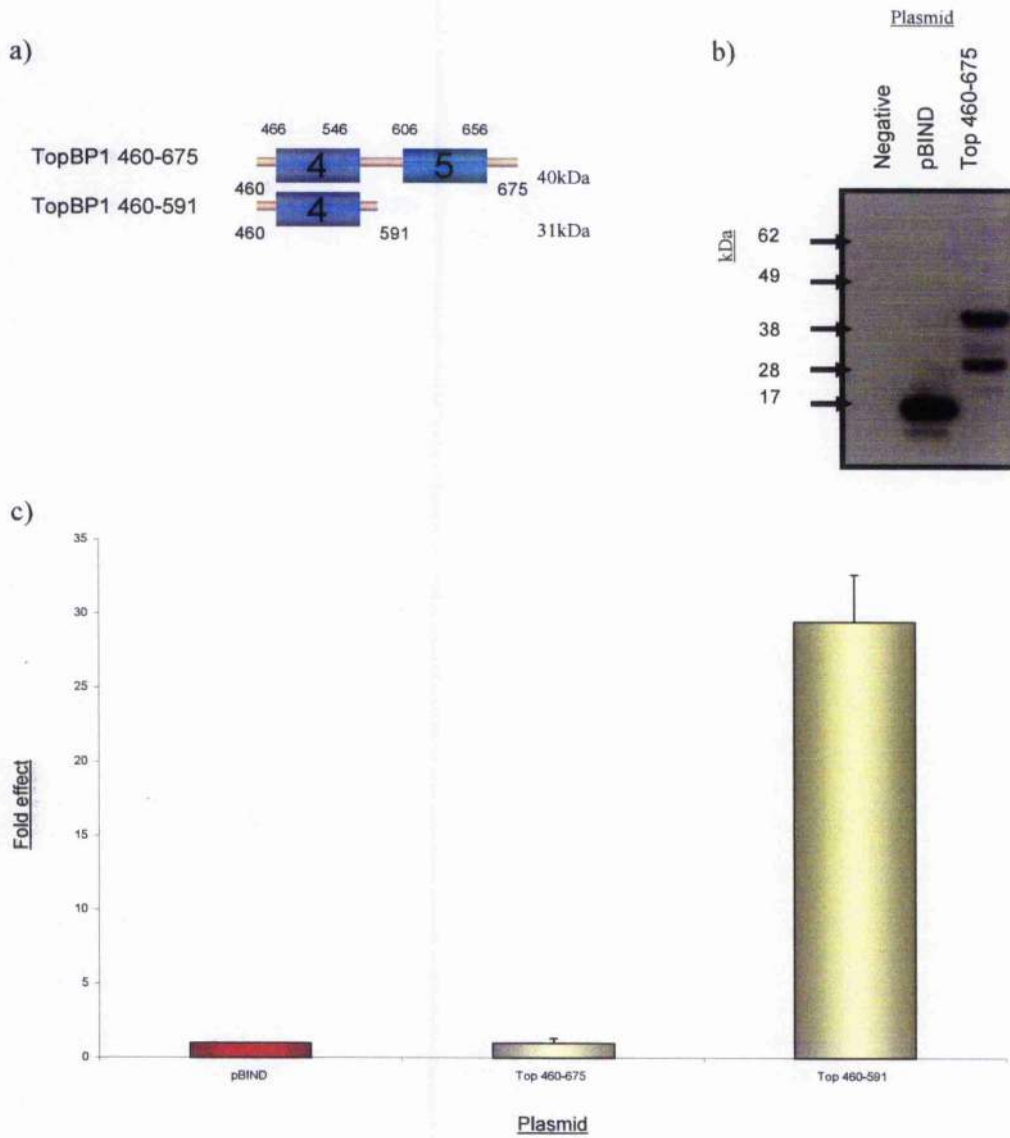 a)
466 546 606 656
TopBP1 460-675
4
5
40kDa
460
675
TopBP1 460-591
4
31kDa
460
591
b)
Plasmid
Negative
pBIND
Top 460-675
kDa
62
49
38
28
17
c)
35
30
25
20
15
10
5
0
Fold effect
pBIND
Top 460-675
Top 460-591
Plasmid